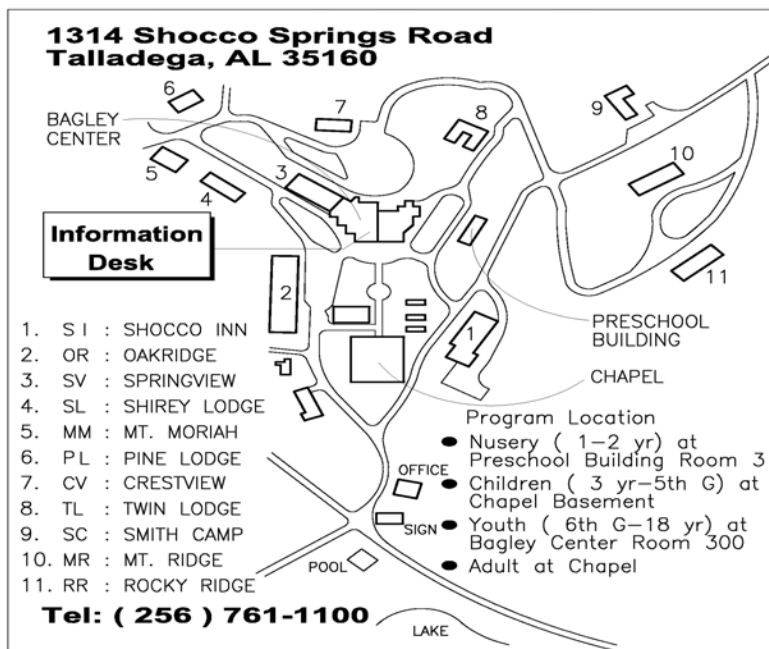 1314 Shocco Springs Road
Talladega, AL 35160
6
7
8
9
BAGLEY
CENTER
5
4
3
10
Information
Desk
11
2
1
PRESCHOOL
BUILDING
CHAPEL
1. S I : SHOCCO INN
2. OR : OAKRIDGE
3. SV : SPRINGVIEW
4. SL : SHIREY LODGE
5. MM : MT. MORIAH
6. PL : PINE LODGE
7. CV : CRESTVIEW
8. TL : TWIN LODGE
9. SC : SMITH CAMP
10. MR : MT. RIDGE
11. RR : ROCKY RIDGE
Program Location
● Nusery ( 1-2 yr) at
Preschool Building Room 3
● Children ( 3 yr-5th G) at
Chapel Basement
● Youth ( 6th G-18 yr) at
Bagley Center Room 300
● Adult at Chapel
OFFICE
SIGN
POOL
LAKE
Tel: ( 256 ) 761-1100